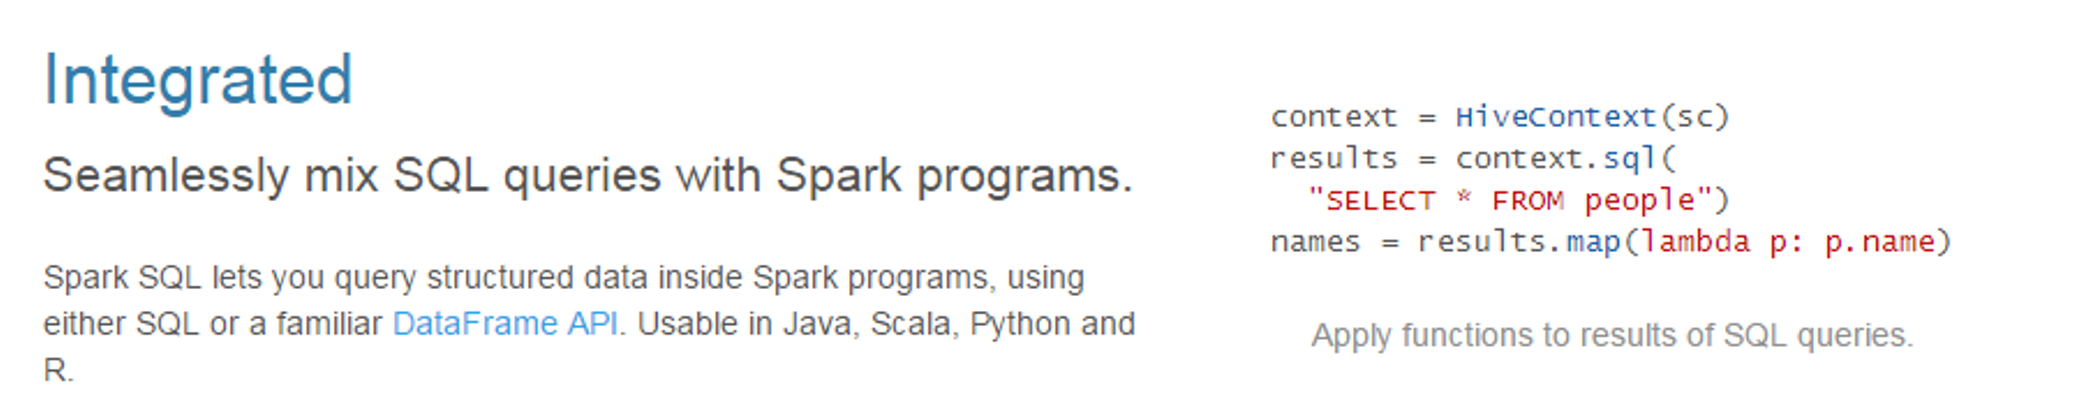 Integrated
Seamlessly mix SQL queries with Spark programs.
Spark SQL lets you query structured data inside Spark programs, using
either SQL or a familiar DataFrame API. Usable in Java, Scala, Python and
R.
context = HiveContext(sc)
results = context.sql(
  "SELECT * FROM people")
names = results.map(lambda p: p.name)
Apply functions to results of SQL queries.